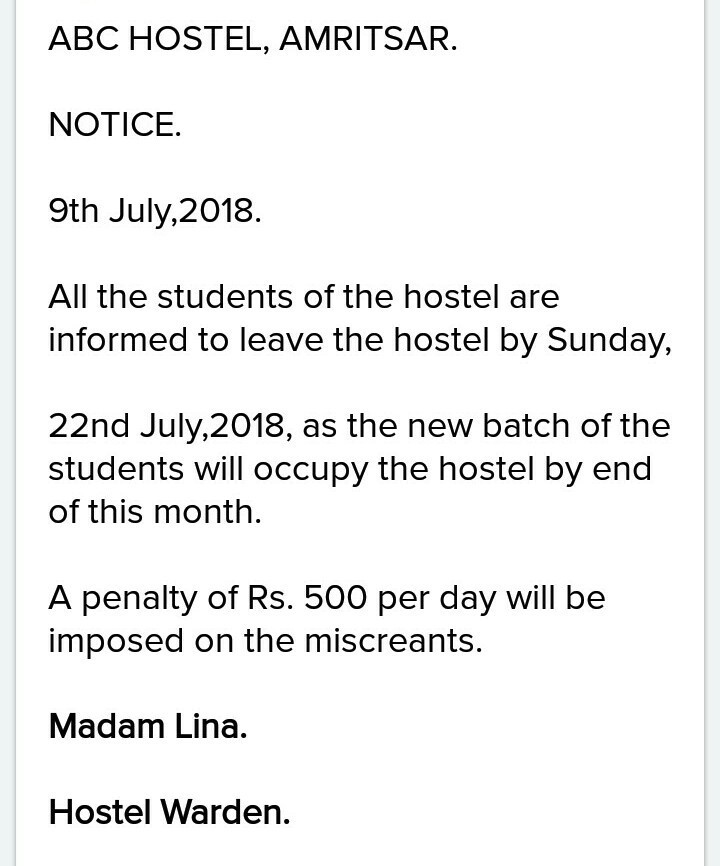 ABC HOSTEL, AMRITSAR.
NOTICE.
9th July,2018.
All the students of the hostel are
informed to leave the hostel by Sunday,
22nd July,2018, as the new batch of the
students will occupy the hostel by end
of this month.
A penalty of Rs. 500 per day will be
imposed on the miscreants.
Madam Lina.
Hostel Warden.